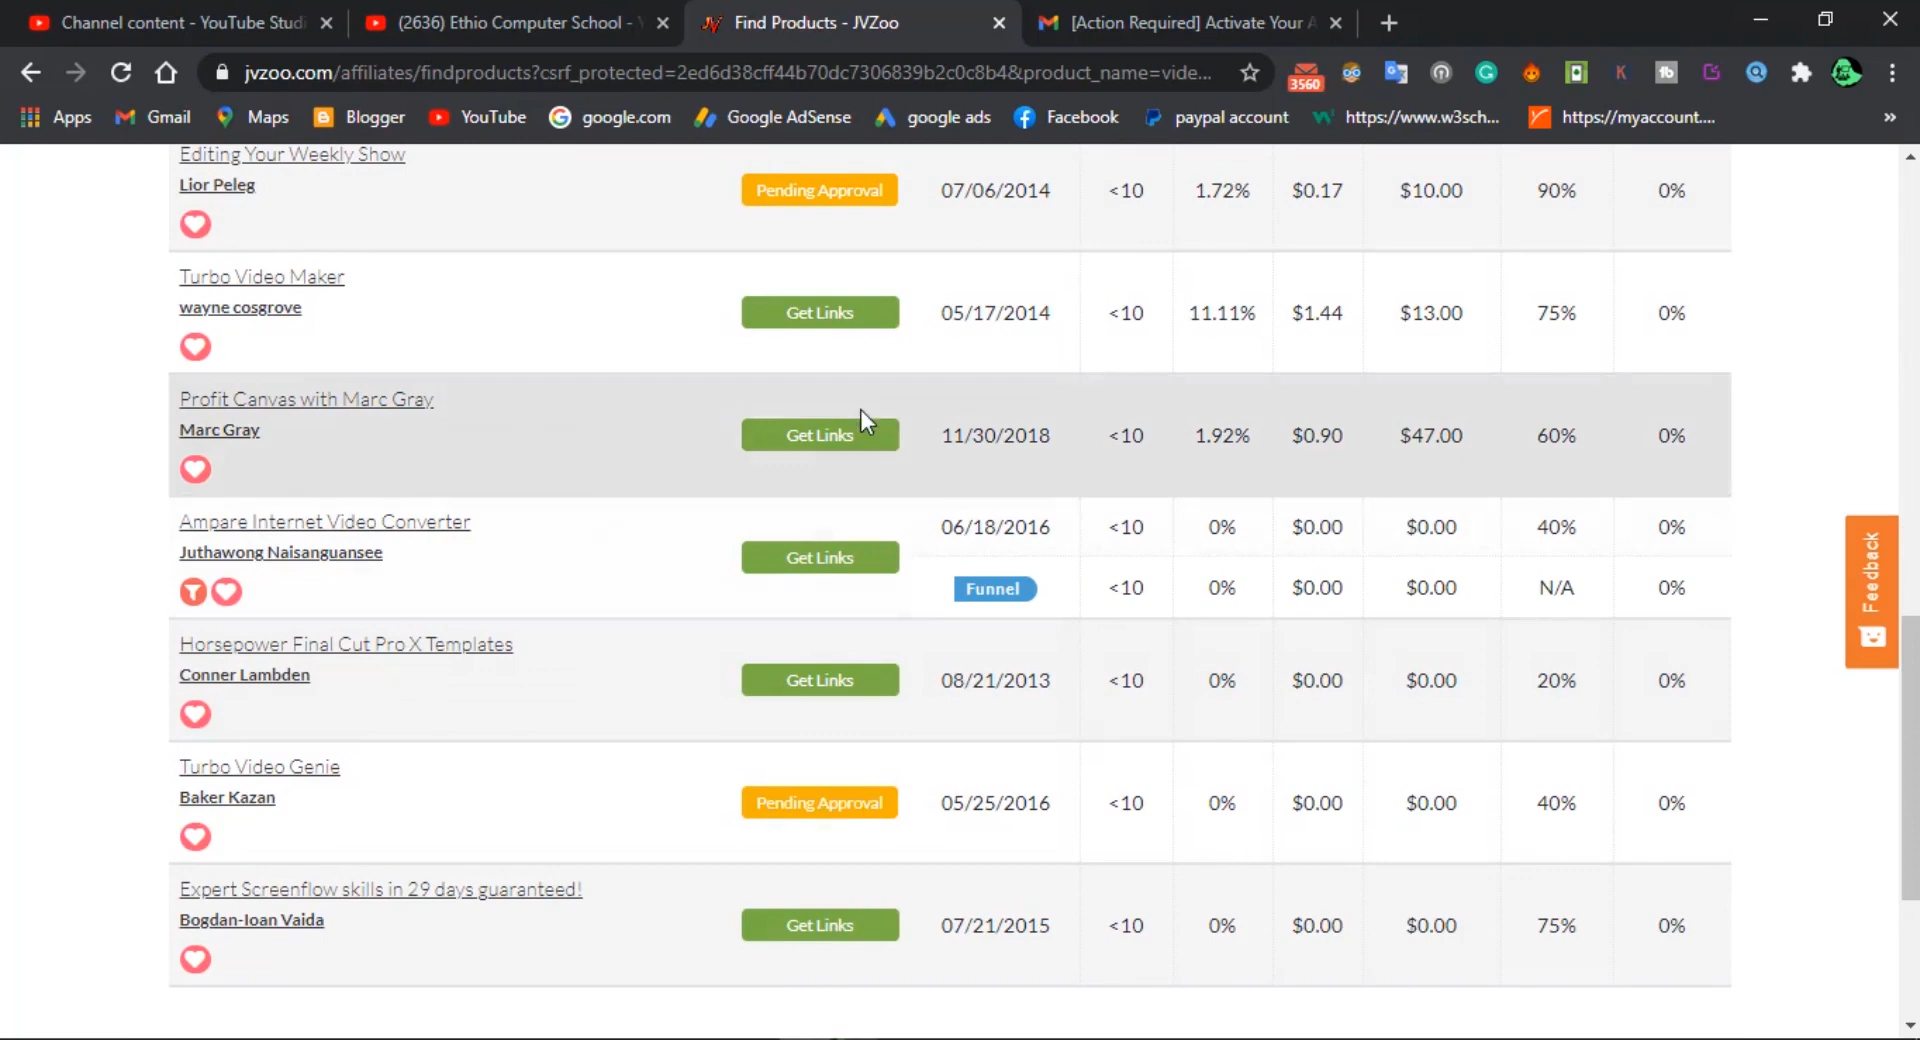 Channel content - YouTube Studi
(2636) Ethio Computer School -
Find Products - JVZoo
[Action Required] Activate Your A
jvzoo.com/affiliates/findproducts?csrf_protected=2ed6d38cff44b70dc7306839b2c0c8b4&product_name=vide...
3560
Apps
Gmail
Maps
Blogger
YouTube
google.com
Google AdSense
google ads
Facebook
paypal account
https://www.w3sch...
https://myaccount....
»
Editing Your Weekly Show
Lior Peleg
Pending Approval 07/06/2014 <10 1.72% $0.17 $10.00 90% 0%
Turbo Video Maker
wayne cosgrove
Get Links 05/17/2014 <10 11.11% $1.44 $13.00 75% 0%
Profit Canvas with Marc Gray
Marc Gray
Get Links 11/30/2018 <10 1.92% $0.90 $47.00 60% 0%
Ampare Internet Video Converter
Juthawong Naisanguansee
Get Links
06/18/2016 <10 0% $0.00 $0.00 40% 0%
Funnel <10 0% $0.00 $0.00 N/A 0%
Horsepower Final Cut Pro X Templates
Conner Lambden
Get Links 08/21/2013 <10 0% $0.00 $0.00 20% 0%
Turbo Video Genie
Baker Kazan
Pending Approval 05/25/2016 <10 0% $0.00 $0.00 40% 0%
Expert Screenflow skills in 29 days guaranteed!
Bogdan-Ioan Vaida
Get Links 07/21/2015 <10 0% $0.00 $0.00 75% 0%
Feedback